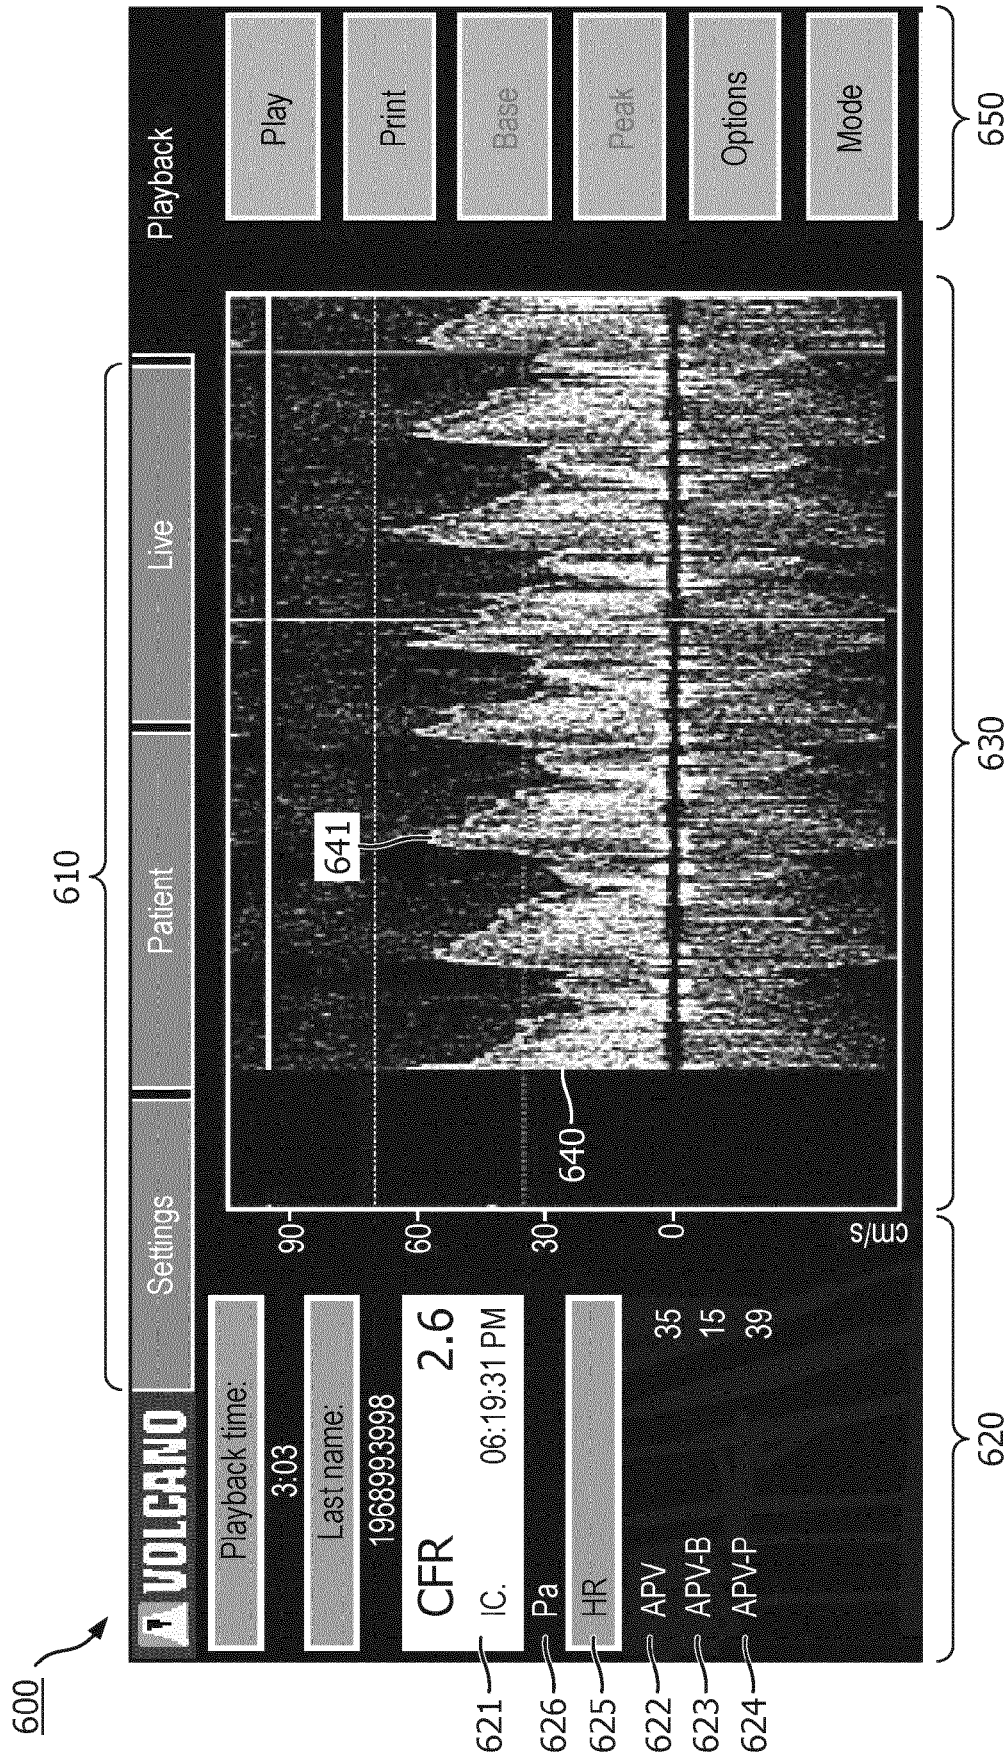 600
610
VOLCANO
Settings
Patient
Live
Playback
Playback time:
3:03
Last name:
1968993998
CFR 2.6
IC. 06:19:31 PM
Pa
HR
APV 35
APV-B 15
APV-P 39
621
626
625
622
623
624
90
60
30
0
cm/s
641
640
Play
Print
Base
Peak
Options
Mode
620
630
650